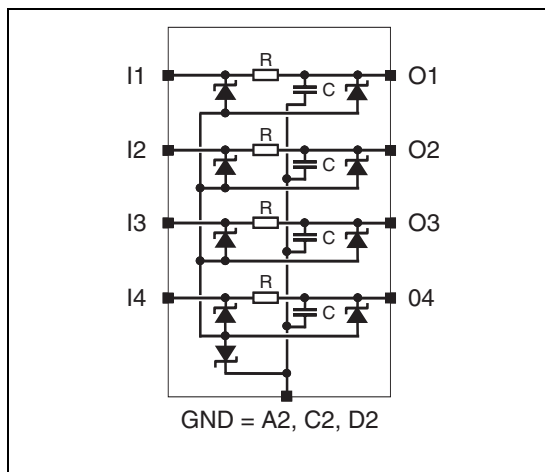 R
I1 O1
C
R
I2 O2
C
R
I3 O3
C
R
I4 04
C
GND = A2, C2, D2